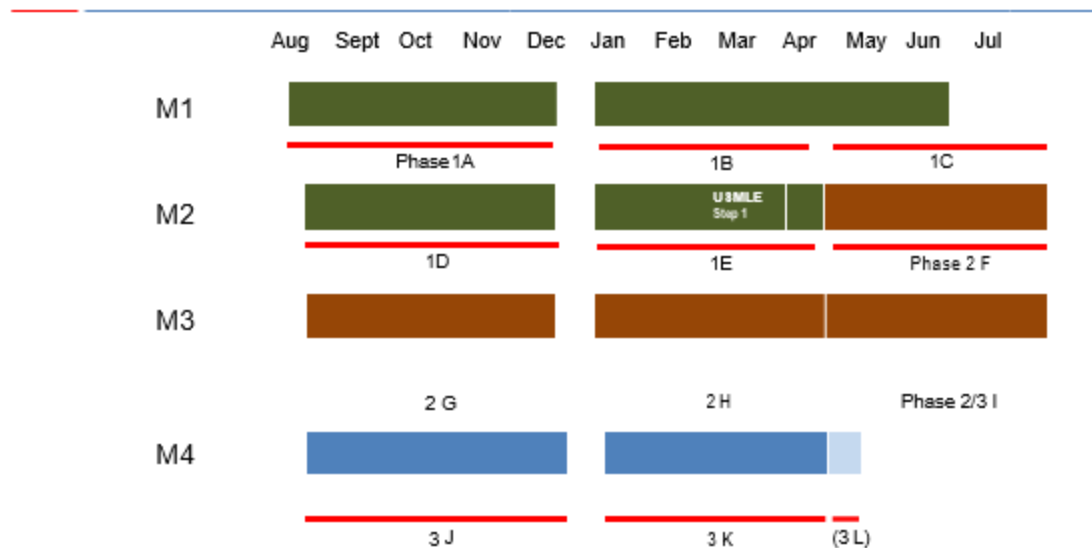 Aug Sept Oct Nov Dec Jan Feb Mar Apr May Jun Jul
M1
Phase 1A 1B 1C
M2 USMLE
Step 1
1D 1E Phase 2 F
M3
2 G 2 H Phase 2/3 I
M4
3 J 3 K (3 L)